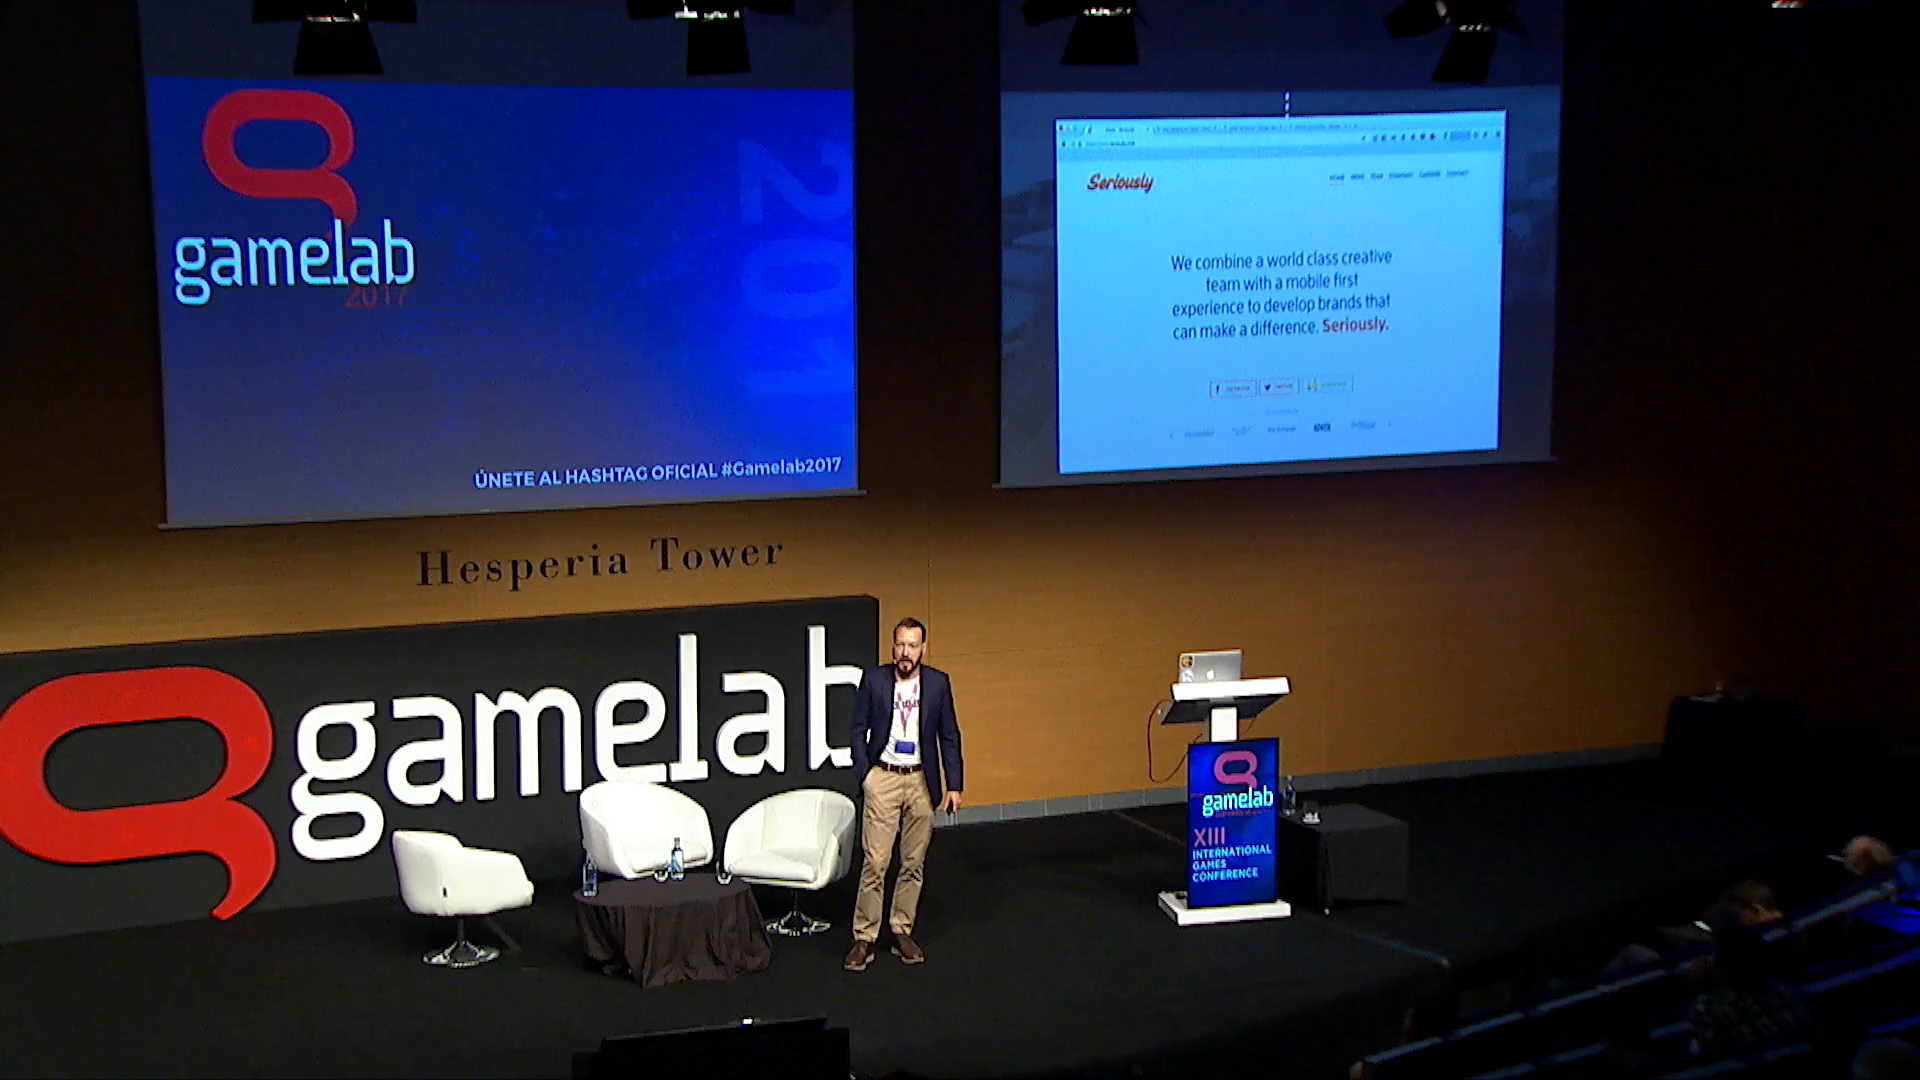 gamelab
2017
2017
ÚNETE AL HASHTAG OFICIAL #Gamelab2017
Seriously
We combine a world class creative
team with a mobile first
experience to develop brands that
can make a difference. Seriously.
Hesperia Tower
gamelab
gamelab
XIII
INTERNATIONAL
GAMES
CONFERENCE